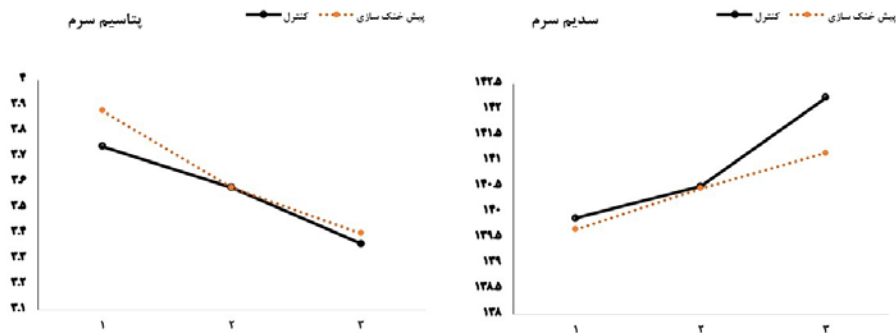 سدیم سرم
کنترل
پیش خنک سازی
۱۴۲.۵
۱۴۲
۱۴۱.۵
۱۴۱
۱۴۰.۵
۱۴۰
۱۳۹.۵
۱۳۹
۱۳۸.۵
۱۳۸
۱ ۲ ۳
پتاسیم سرم
کنترل
پیش خنک سازی
۴
۳.۹
۳.۸
۳.۷
۳.۶
۳.۵
۳.۴
۳.۳
۳.۲
۳.۱
۱ ۲ ۳